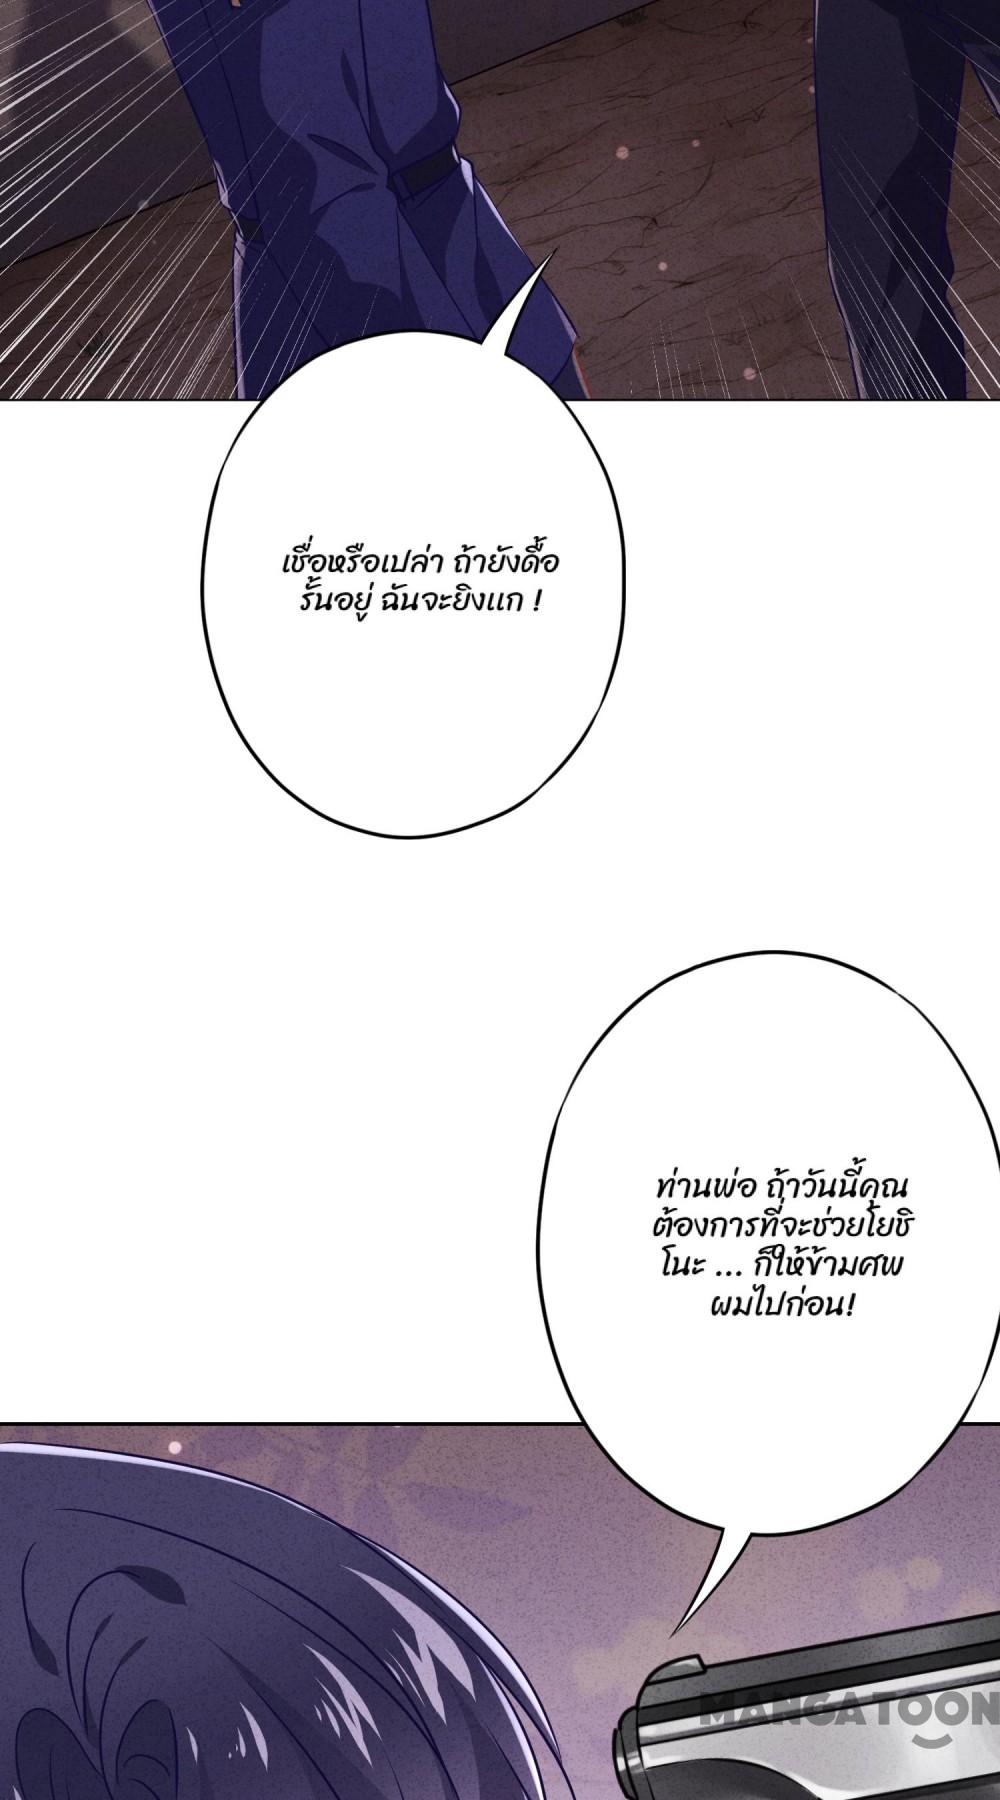 เชื่อหรือเปล่า ถ้ายังดื้อ
รั้นอยู่ ฉันจะยิงแก !
ท่านพ่อ ถ้าวันนี้คุณ
ต้องการที่จะช่วยโยชิ
โนะ ... ก็ให้ข้ามศพ
ผมไปก่อน!
MANGATOON